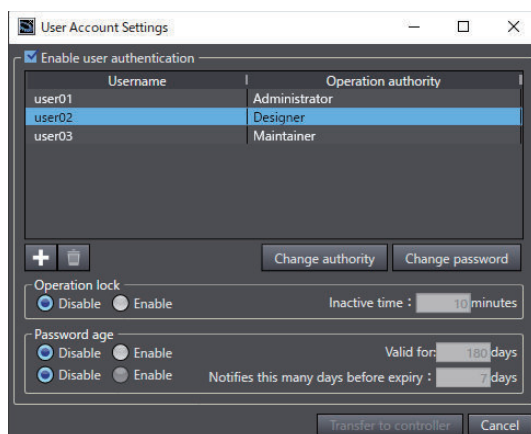 User Account Settings
Enable user authentication
Username Operation authority
user01 Administrator
user02 Designer
user03 Maintainer
Change authority Change password
Operation lock
Disable Enable Inactive time : 10 minutes
Password age
Disable Enable Valid for: 180 days
Disable Enable Notifies this many days before expiry : 7 days
Transfer to controller Cancel